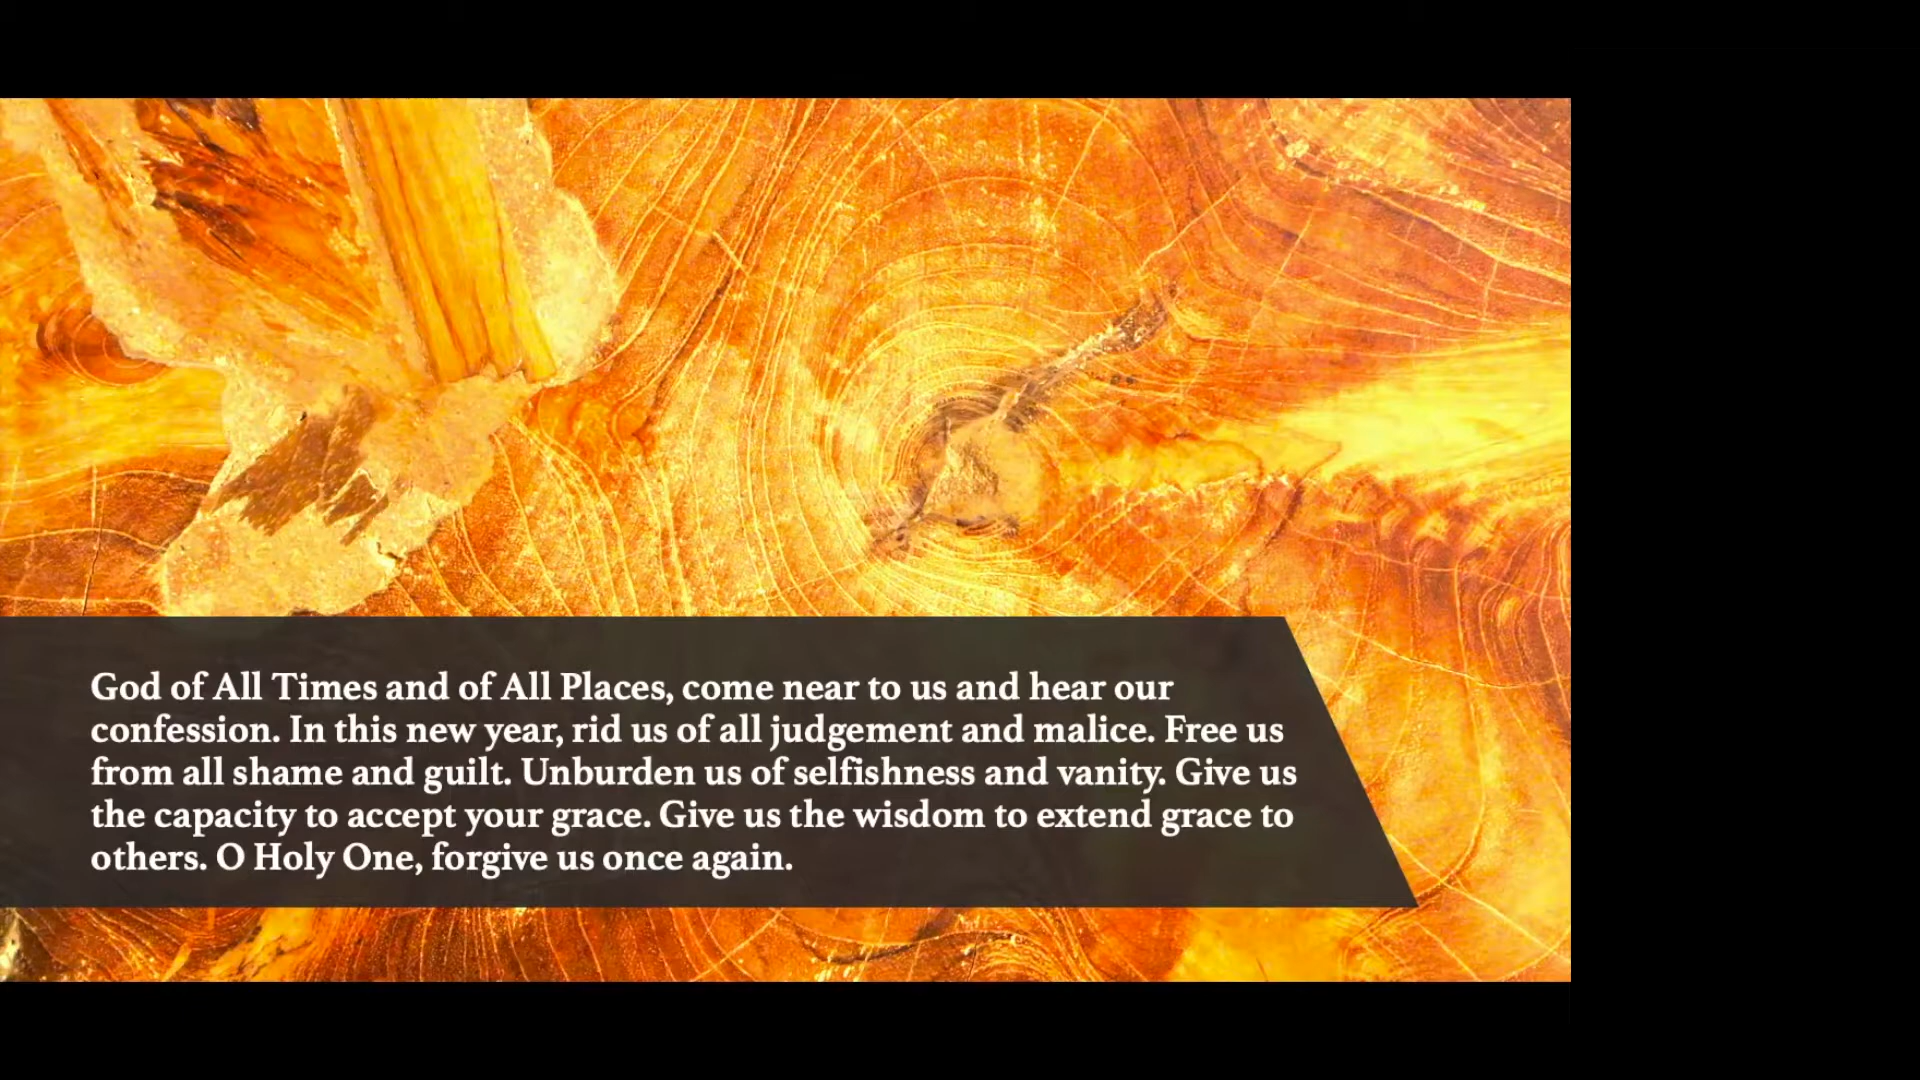 God of All Times and of All Places, come near to us and hear our
confession. In this new year, rid us of all judgement and malice. Free us
from all shame and guilt. Unburden us of selfishness and vanity. Give us
the capacity to accept your grace. Give us the wisdom to extend grace to
others. O Holy One, forgive us once again.